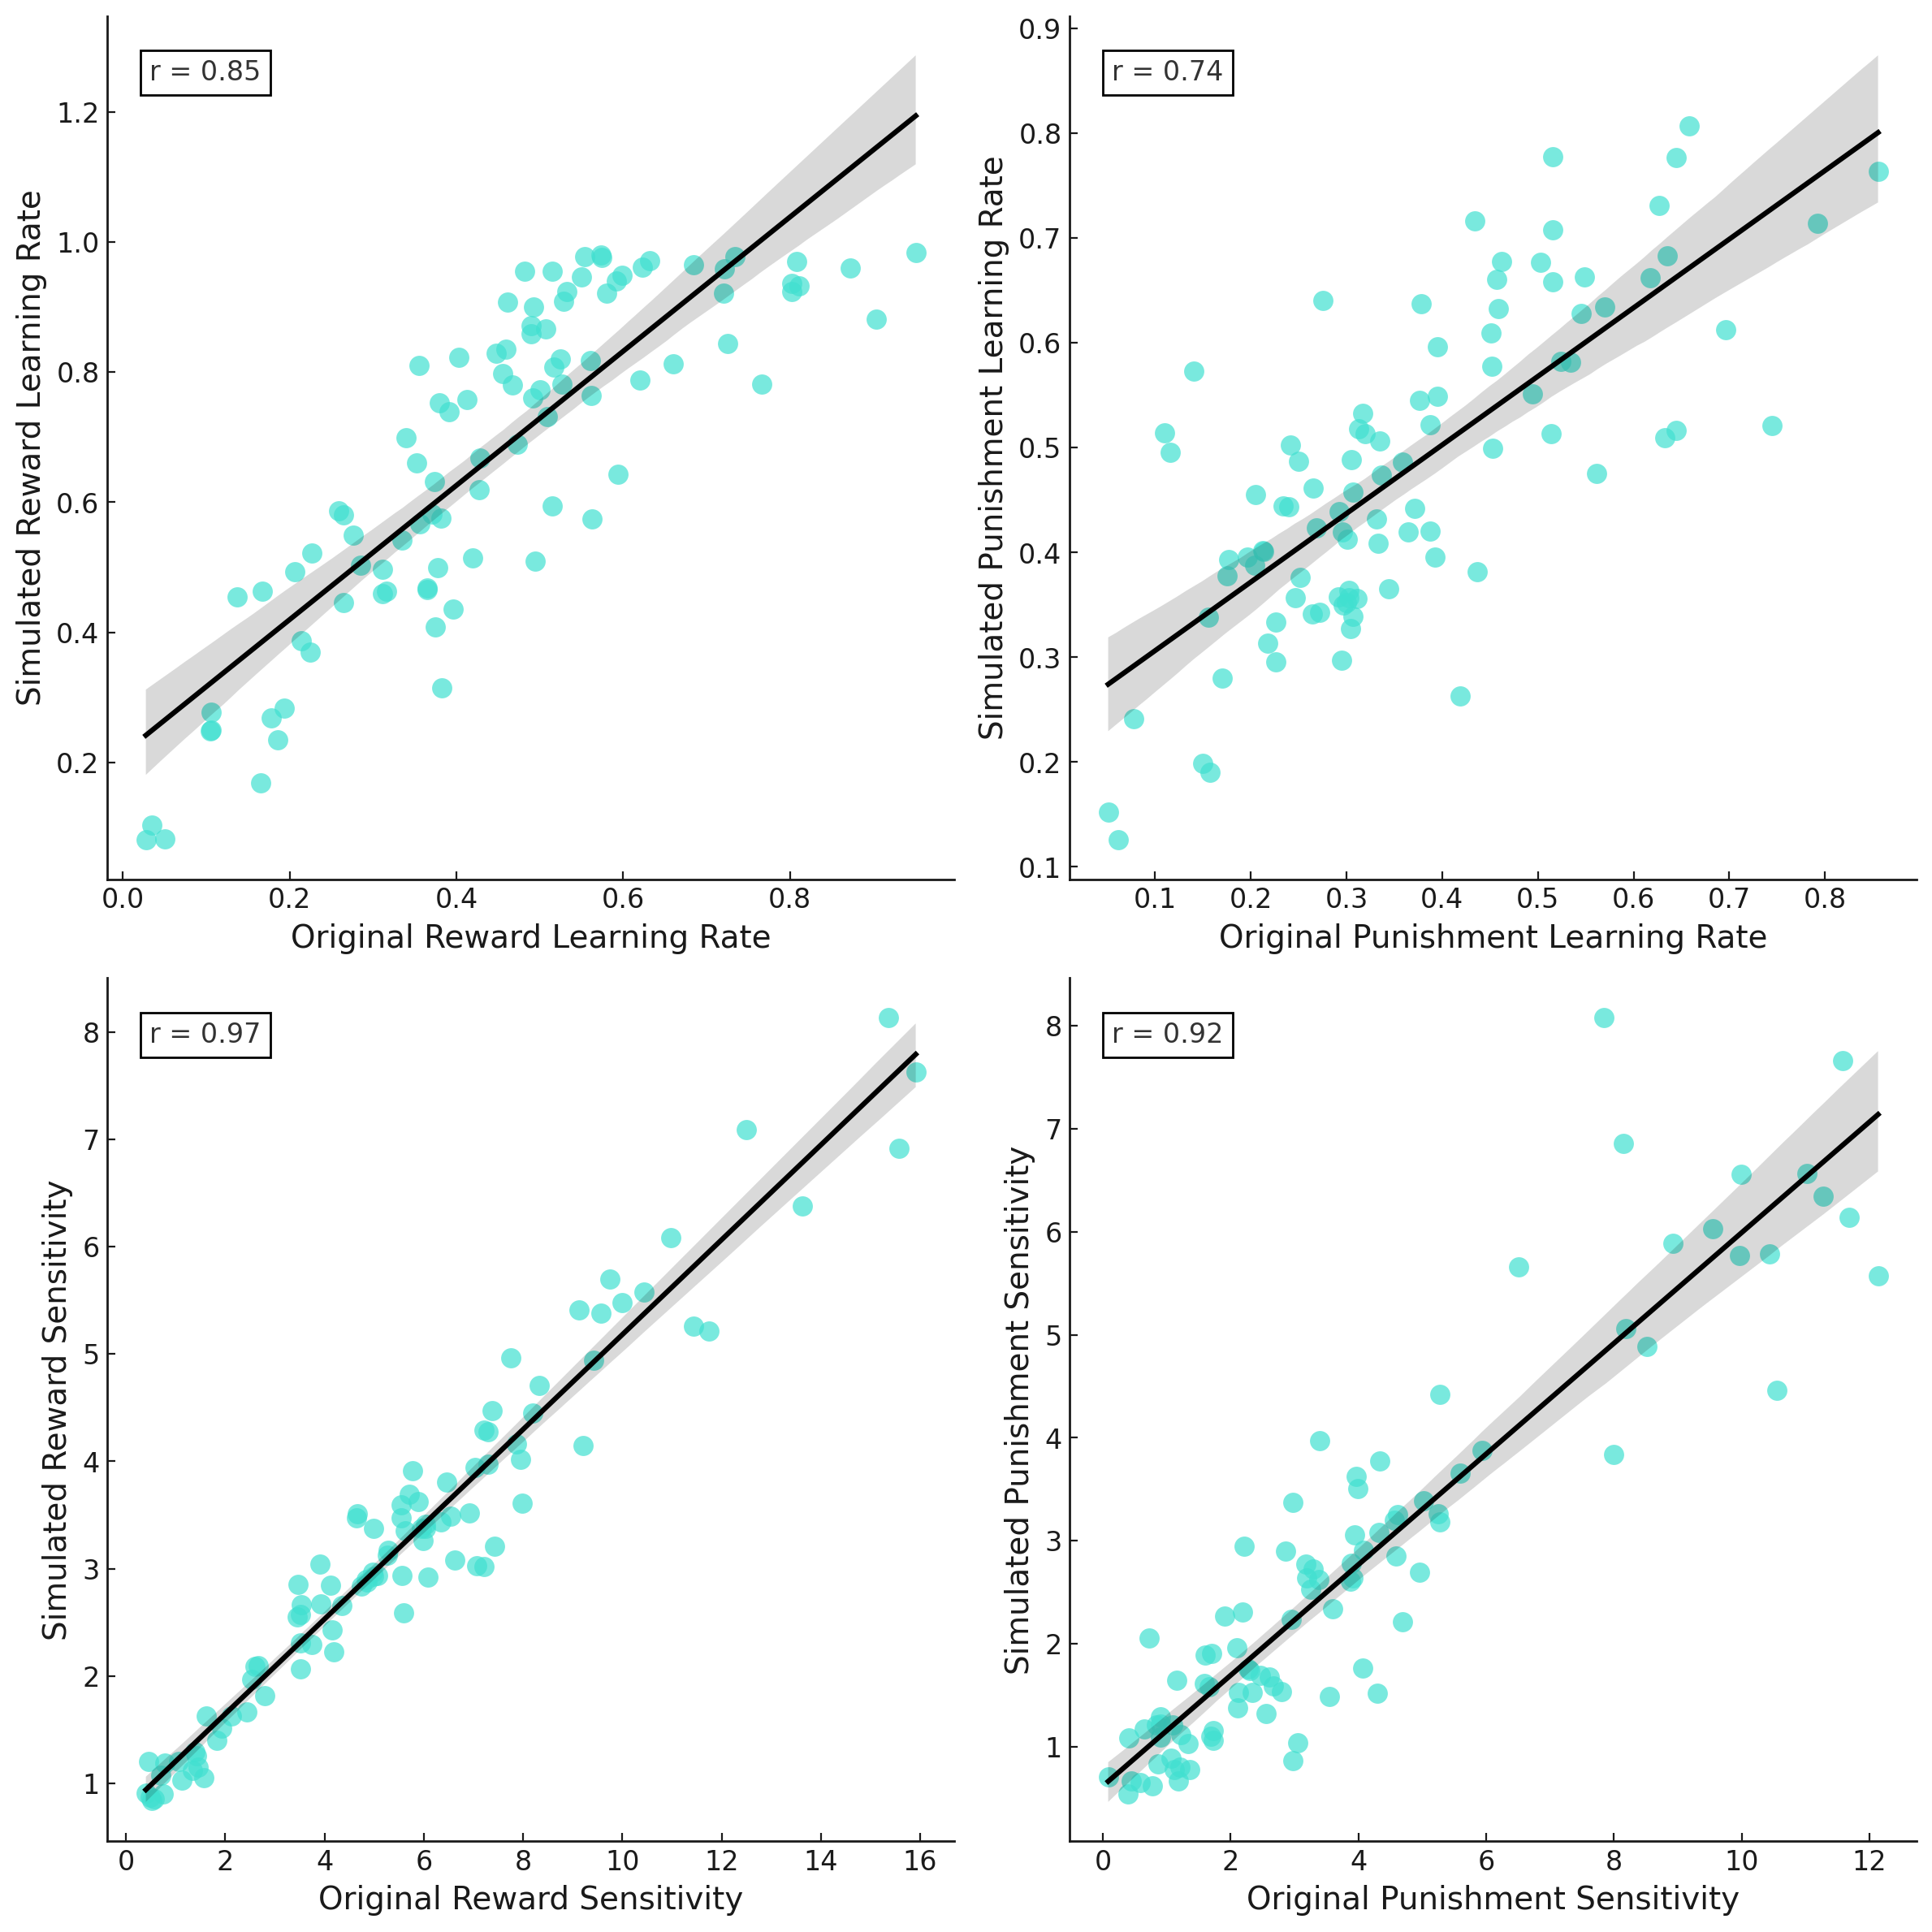 r = 0.85
1.2
1.0
0.8
0.6
0.4
0.2
Simulated Reward Learning Rate
0.0 0.2 0.4 0.6 0.8
Original Reward Learning Rate
r = 0.74
0.9
0.8
0.7
0.6
0.5
0.4
0.3
0.2
0.1
Simulated Punishment Learning Rate
0.1 0.2 0.3 0.4 0.5 0.6 0.7 0.8
Original Punishment Learning Rate
r = 0.97
8
7
6
5
4
3
2
1
Simulated Reward Sensitivity
0 2 4 6 8 10 12 14 16
Original Reward Sensitivity
r = 0.92
8
7
6
5
4
3
2
1
Simulated Punishment Sensitivity
0 2 4 6 8 10 12
Original Punishment Sensitivity